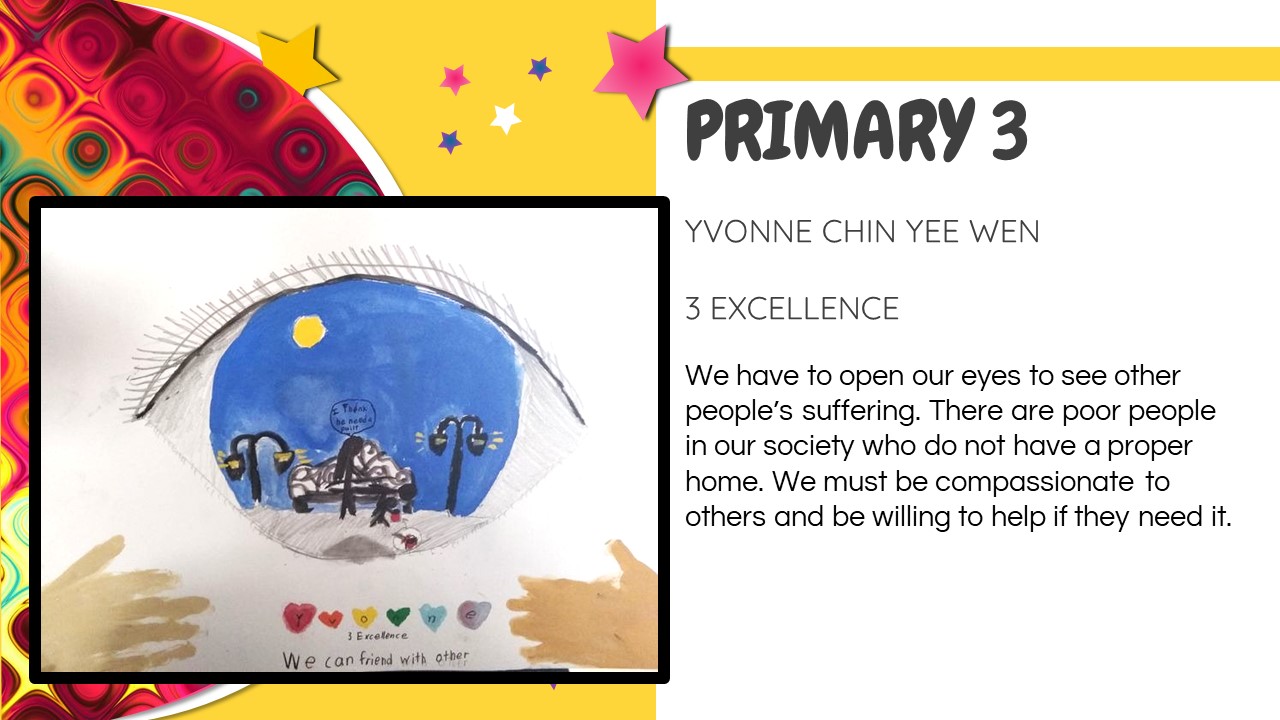 PRIMARY 3
YVONNE CHIN YEE WEN
3 EXCELLENCE
We have to open our eyes to see other
people’s suffering. There are poor people
in our society who do not have a proper
home. We must be compassionate to
others and be willing to help if they need it.
I Think
he needs
Y v o n n e
3 Excellence
We can friend with other